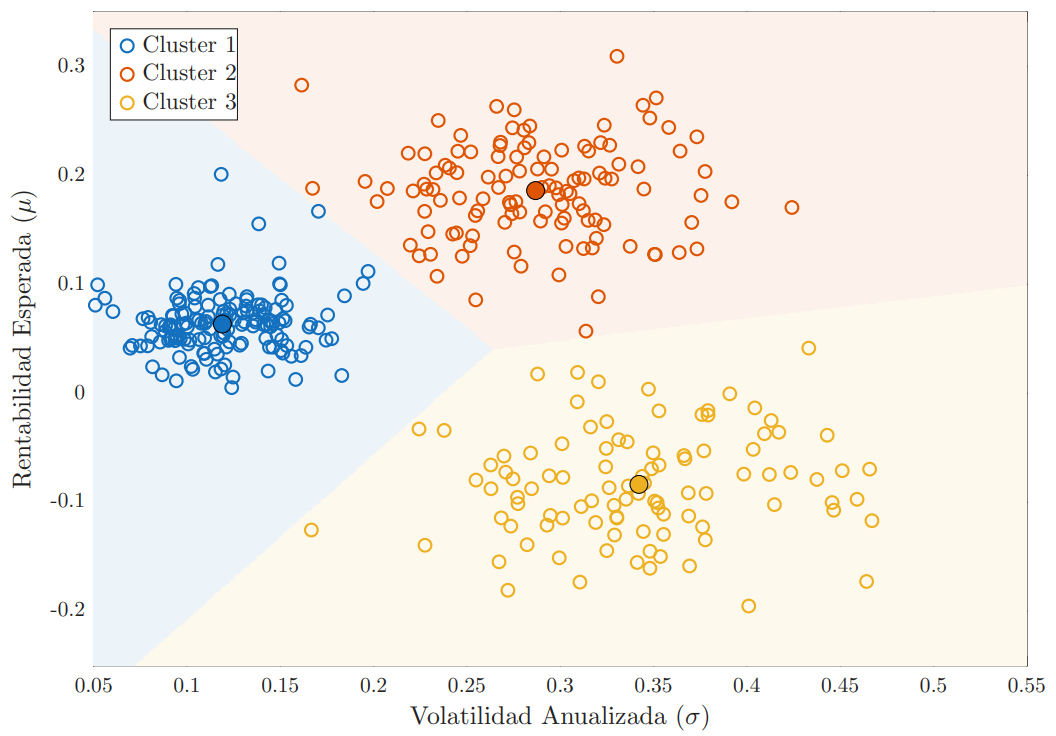 Cluster 1
Cluster 2
Cluster 3
Rentabilidad Esperada (μ)
0.3
0.2
0.1
0
-0.1
-0.2
0.05 0.1 0.15 0.2 0.25 0.3 0.35 0.4 0.45 0.5 0.55
Volatilidad Anualizada (σ)